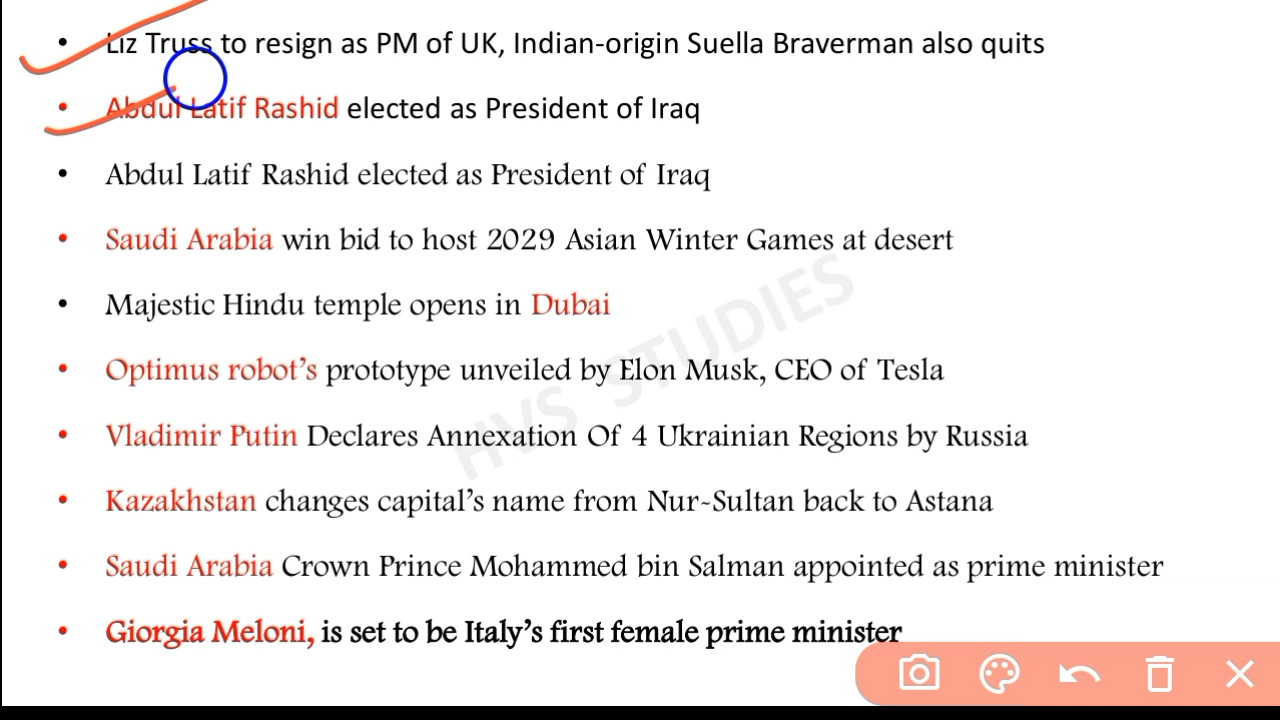 • Liz Truss to resign as PM of UK, Indian-origin Suella Braverman also quits
• Abdul Latif Rashid elected as President of Iraq
• Abdul Latif Rashid elected as President of Iraq
• Saudi Arabia win bid to host 2029 Asian Winter Games at desert
• Majestic Hindu temple opens in Dubai
• Optimus robot's prototype unveiled by Elon Musk, CEO of Tesla
• Vladimir Putin Declares Annexation Of 4 Ukrainian Regions by Russia
• Kazakhstan changes capital's name from Nur-Sultan back to Astana
• Saudi Arabia Crown Prince Mohammed bin Salman appointed as prime minister
• Giorgia Meloni, is set to be Italy's first female prime minister
HVS STUDIES